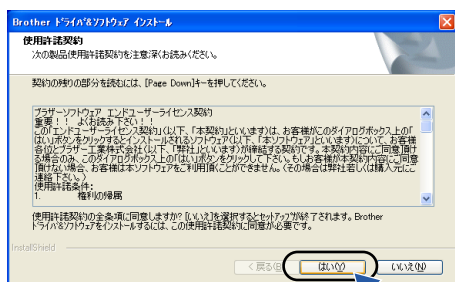 Brother ドライバ&ソフトウェア インストール
使用許諾契約
次の製品使用許諾契約を注意深くお読みください。
契約の残りの部分を読むには、[Page Down]キーを押してください。
ブラザーソフトウェア エンドユーザーライセンス契約
重要！！ よくお読み下さい！！
この「エンドユーザーライセンス契約」(以下、「本契約」といいます)は、お客様がこのダイアログボックス上の「
はい」ボタンをクリックするとインストールされるソフトウェア(以下、「本ソフトウェア」といいます)について、お客様
各位とブラザー工業株式会社(以下、「弊社」といいます)が締結する契約です。本契約内容にご同意頂け
る場合のみ、このダイアログボックス上の「はい」ボタンをクリックして下さい。もしお客様が本契約内容にご同意
頂けない場合、お客様は本ソフトウェアをご利用頂くことができません。(その場合は弊社若しくは購入元にご
連絡下さい。)
使用許諾条件:
1. 権利の帰属
使用許諾契約の全条項に同意しますか? [いいえ]を選択するとセットアップが終了されます。Brother
ドライバ&ソフトウェアをインストールするには、この使用許諾契約に同意が必要です。
InstallShield
< 戻る(B) はい(Y) いいえ(N)